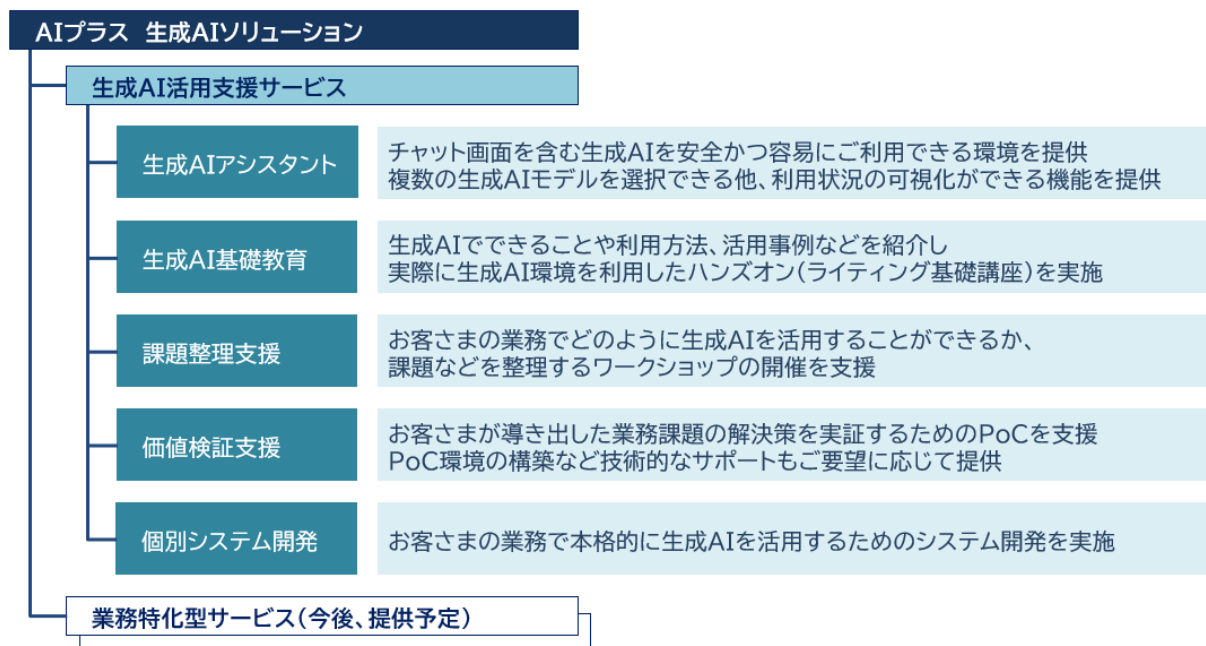 AIプラス 生成AIソリューション
生成AI活用支援サービス
生成AIアシスタント
チャット画面を含む生成AIを安全かつ容易にご利用できる環境を提供
複数の生成AIモデルを選択できる他、利用状況の可視化ができる機能を提供
生成AI基礎教育
生成AIでできることや利用方法、活用事例などを紹介し
実際に生成AI環境を利用したハンズオン(ライティング基礎講座)を実施
課題整理支援
お客さまの業務でどのように生成AIを活用することができるか、
課題などを整理するワークショップの開催を支援
価値検証支援
お客さまが導き出した業務課題の解決策を実証するためのPoCを支援
PoC環境の構築など技術的なサポートもご要望に応じて提供
個別システム開発
お客さまの業務で本格的に生成AIを活用するためのシステム開発を実施
業務特化型サービス(今後、提供予定)